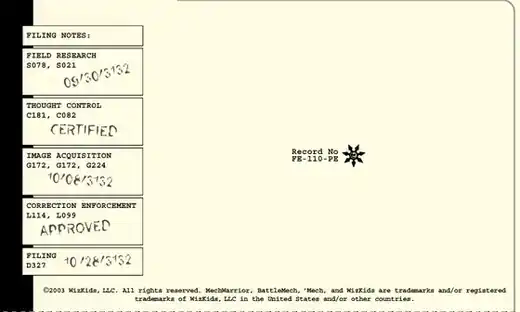 FILING NOTES:
FIELD RESEARCH
S078, S021
09/30/3132
THOUGHT CONTROL
C181, C082
CERTIFIED
IMAGE ACQUISITION
G172, G172, G224
10/08/3132
CORRECTION ENFORCEMENT
L114, L099
APPROVED
FILING
D327
10/28/3132
Record No
FE-110-PE
©2003 WizKids, LLC. All rights reserved. MechWarrior, BattleMech, ‘Mech, and WizKids are trademarks and/or registered
trademarks of WizKids, LLC in the United States and/or other countries.